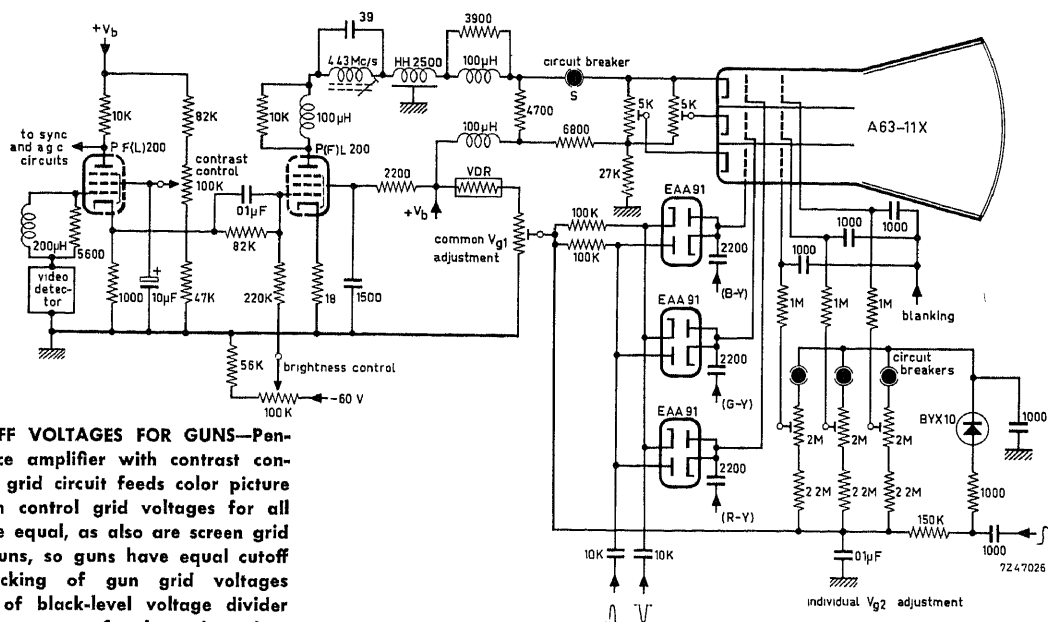 +Vb
39
3900
4.43Mc/s
HH 2500
100µH
circuit breaker
S
10K
82K
10K
100µH
4700
5K
5K
A63-11X
to sync
and a g c
circuits
P F(L)200
contrast
control
100K
P(F)L 200
100µH
6800
27K
2200
VDR
+Vb
01µF
82K
200µH
5600
video
detec-
tor
1000
10µF
+
47K
220K
18
1500
common Vg1
adjustment
100K
100K
EAA91
2200
(B-Y)
1000
1000
1000
1M
1M
1M
blanking
56K
brightness control
100K
-60 V
EAA91
2200
(G-Y)
circuit
breakers
2M
2M
2M
BYX10
1000
EAA91
2200
(R-Y)
2 2M
2 2M
2 2M
1000
150K
1000
10K
10K
01µF
7Z47026
individual Vg2 adjustment
FF VOLTAGES FOR GUNS—Pen-
ce amplifier with contrast con-
grid circuit feeds color picture
n control grid voltages for all
e equal, as also are screen grid
uns, so guns have equal cutoff
cking of gun grid voltages
of black-level voltage divider